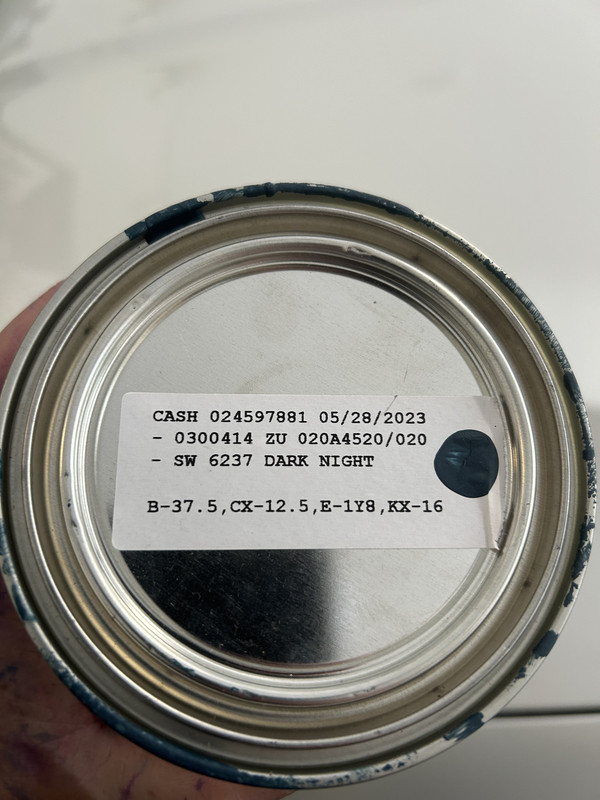 CASH 024597881 05/28/2023
- 0300414 ZU 020A4520/020
- SW 6237 DARK NIGHT
B-37.5,CX-12.5,E-1Y8,KX-16